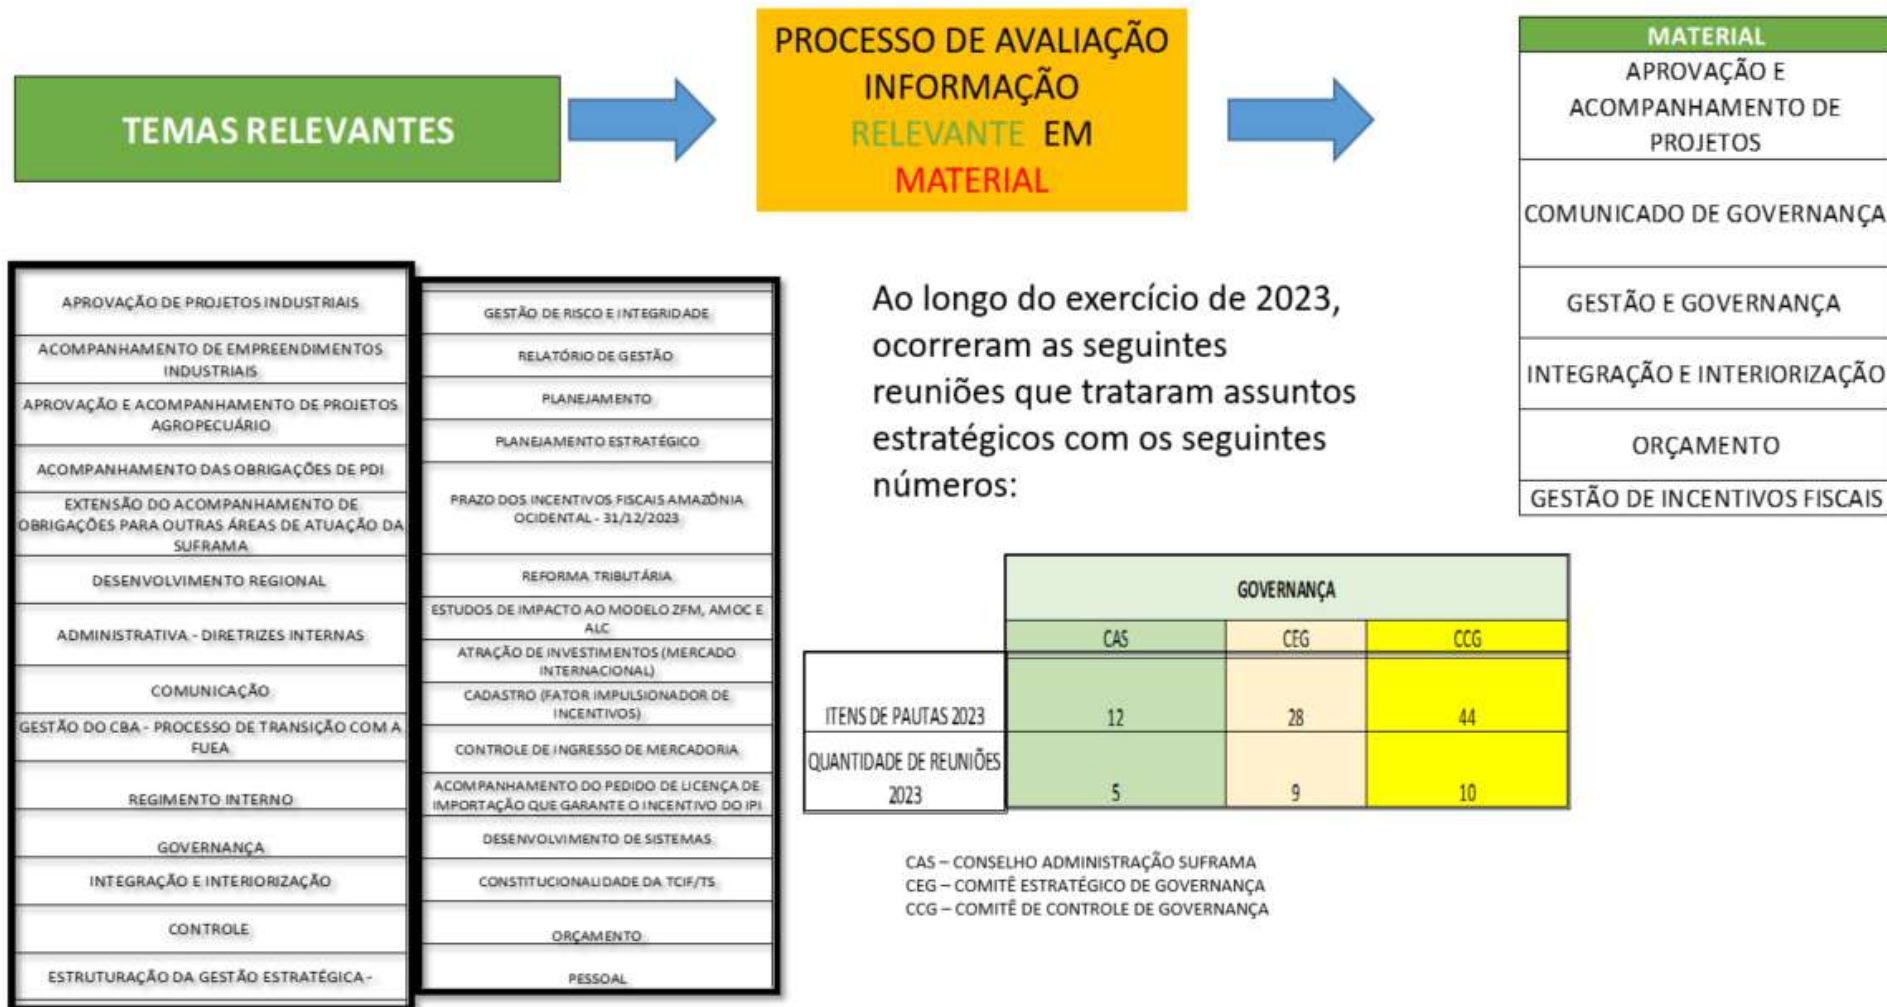 TEMAS RELEVANTES
PROCESSO DE AVALIAÇÃO
INFORMAÇÃO
RELEVANTE EM
MATERIAL
MATERIAL
APROVAÇÃO E
ACOMPANHAMENTO DE
PROJETOS
COMUNICADO DE GOVERNANÇA
GESTÃO E GOVERNANÇA
INTEGRAÇÃO E INTERIORIZAÇÃO
ORÇAMENTO
GESTÃO DE INCENTIVOS FISCAIS
APROVAÇÃO DE PROJETOS INDUSTRIAIS
ACOMPANHAMENTO DE EMPREENDIMENTOS
INDUSTRIAIS
APROVAÇÃO E ACOMPANHAMENTO DE PROJETOS
AGROPECUÁRIO
ACOMPANHAMENTO DAS OBRIGAÇÕES DE PDI
EXTENSÃO DO ACOMPANHAMENTO DE
OBRIGAÇÕES PARA OUTRAS ÁREAS DE ATUAÇÃO DA
SUFRAMA
DESENVOLVIMENTO REGIONAL
ADMINISTRATIVA - DIRETRIZES INTERNAS
COMUNICAÇÃO
GESTÃO DO CBA - PROCESSO DE TRANSIÇÃO COM A
FUEA
REGIMENTO INTERNO
GOVERNANÇA
INTEGRAÇÃO E INTERIORIZAÇÃO
CONTROLE
ESTRUTURAÇÃO DA GESTÃO ESTRATÉGICA -
GESTÃO DE RISCO E INTEGRIDADE
RELATÓRIO DE GESTÃO
PLANEJAMENTO
PLANEJAMENTO ESTRATÉGICO
PRAZO DOS INCENTIVOS FISCAIS AMAZÔNIA
OCIDENTAL - 31/12/2023
REFORMA TRIBUTÁRIA
ESTUDOS DE IMPACTO AO MODELO ZFM, AMOC E
ALC
ATRAÇÃO DE INVESTIMENTOS (MERCADO
INTERNACIONAL)
CADASTRO (FATOR IMPULSIONADOR DE
INCENTIVOS)
CONTROLE DE INGRESSO DE MERCADORIA
ACOMPANHAMENTO DO PEDIDO DE LICENÇA DE
IMPORTAÇÃO QUE GARANTE O INCENTIVO DO IPI
DESENVOLVIMENTO DE SISTEMAS
CONSTITUCIONALIDADE DA TCIF/TS
ORÇAMENTO
PESSOAL
Ao longo do exercício de 2023,
ocorreram as seguintes
reuniões que trataram assuntos
estratégicos com os seguintes
números:
GOVERNANÇA
CAS CEG CCG
ITENS DE PAUTAS 2023 12 28 44
QUANTIDADE DE REUNIÕES
2023 5 9 10
CAS – CONSELHO ADMINISTRAÇÃO SUFRAMA
CEG – COMITÊ ESTRATÉGICO DE GOVERNANÇA
CCG – COMITÊ DE CONTROLE DE GOVERNANÇA